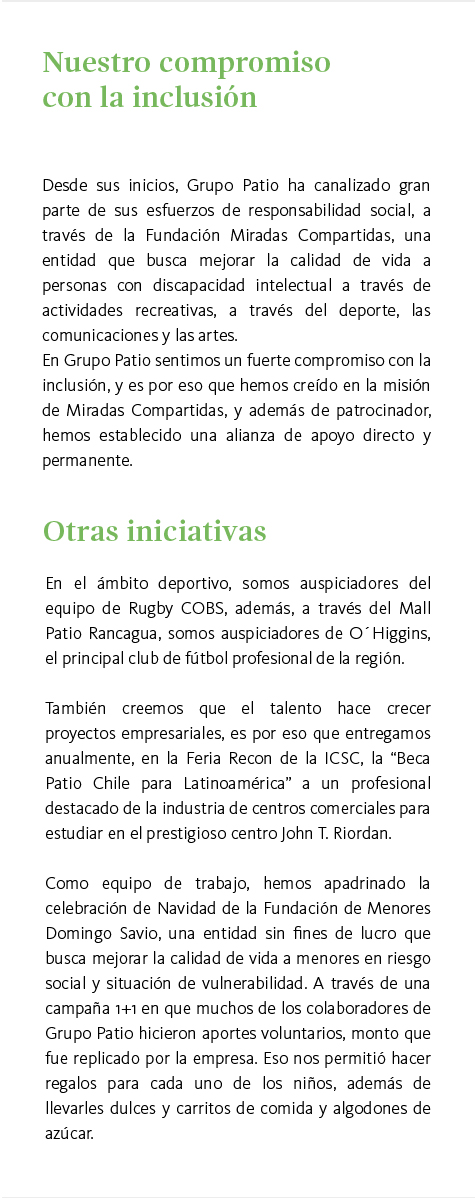 Nuestro compromiso
con la inclusión
Desde sus inicios, Grupo Patio ha canalizado gran
parte de sus esfuerzos de responsabilidad social, a
través de la Fundación Miradas Compartidas, una
entidad que busca mejorar la calidad de vida a
personas con discapacidad intelectual a través de
actividades recreativas, a través del deporte, las
comunicaciones y las artes.
En Grupo Patio sentimos un fuerte compromiso con la
inclusión, y es por eso que hemos creído en la misión
de Miradas Compartidas, y además de patrocinador,
hemos establecido una alianza de apoyo directo y
permanente.
Otras iniciativas
En el ámbito deportivo, somos auspiciadores del
equipo de Rugby COBS, además, a través del Mall
Patio Rancagua, somos auspiciadores de O´Higgins,
el principal club de fútbol profesional de la región.
También creemos que el talento hace crecer
proyectos empresariales, es por eso que entregamos
anualmente, en la Feria Recon de la ICSC, la “Beca
Patio Chile para Latinoamérica” a un profesional
destacado de la industria de centros comerciales para
estudiar en el prestigioso centro John T. Riordan.
Como equipo de trabajo, hemos apadrinado la
celebración de Navidad de la Fundación de Menores
Domingo Savio, una entidad sin fines de lucro que
busca mejorar la calidad de vida a menores en riesgo
social y situación de vulnerabilidad. A través de una
campaña 1+1 en que muchos de los colaboradores de
Grupo Patio hicieron aportes voluntarios, monto que
fue replicado por la empresa. Eso nos permitió hacer
regalos para cada uno de los niños, además de
llevarles dulces y carritos de comida y algodones de
azúcar.